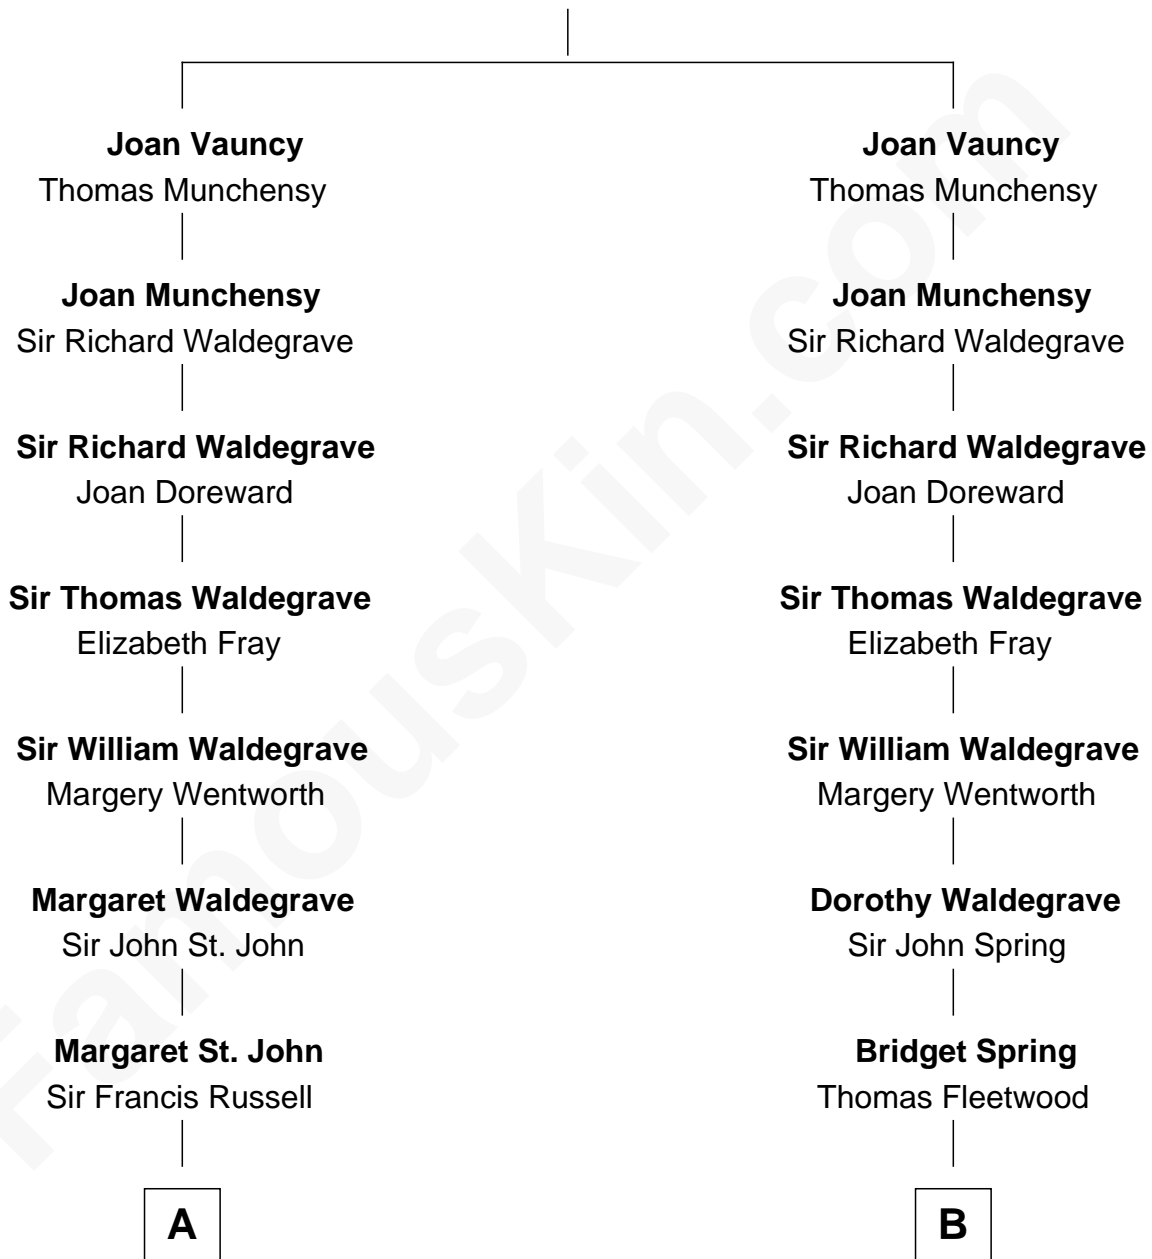 Joan Vauncy
Thomas Munchensy
Joan Munchensy
Sir Richard Waldegrave
Sir Richard Waldegrave
Joan Doreward
Sir Thomas Waldegrave
Elizabeth Fray
Sir William Waldegrave
Margery Wentworth
Margaret Waldegrave
Sir John St. John
Margaret St. John
Sir Francis Russell
A
Joan Vauncy
Thomas Munchensy
Joan Munchensy
Sir Richard Waldegrave
Sir Richard Waldegrave
Joan Doreward
Sir Thomas Waldegrave
Elizabeth Fray
Sir William Waldegrave
Margery Wentworth
Dorothy Waldegrave
Sir John Spring
Bridget Spring
Thomas Fleetwood
B
FamousKin.com